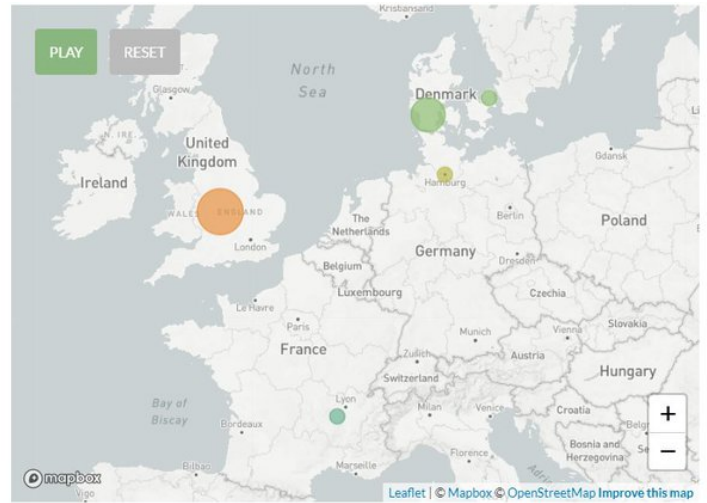 Kristiansand
PLAY
RESET
Glasgow
North
Sea
Denmark
N. IRE.
United
Kingdom
Ireland
Gdansk
Hamburg
WALES
ENGLAND
London
The
Netherlands
Berlin
Poland
Belgium
Germany
Dresden
Luxembourg
Czechia
Le Havre
Paris
France
Munich
Vienna
Slovakia
Zurich
Austria
Switzerland
Hungary
Lyon
Bay of
Biscay
Bordeaux
Milan
Venice
Croatia
+
−
Bosnia and
Herzegovina
Florence
Bilbao
Marseille
mapbox
Vigo
Leaflet | © Mapbox © OpenStreetMap Improve this map